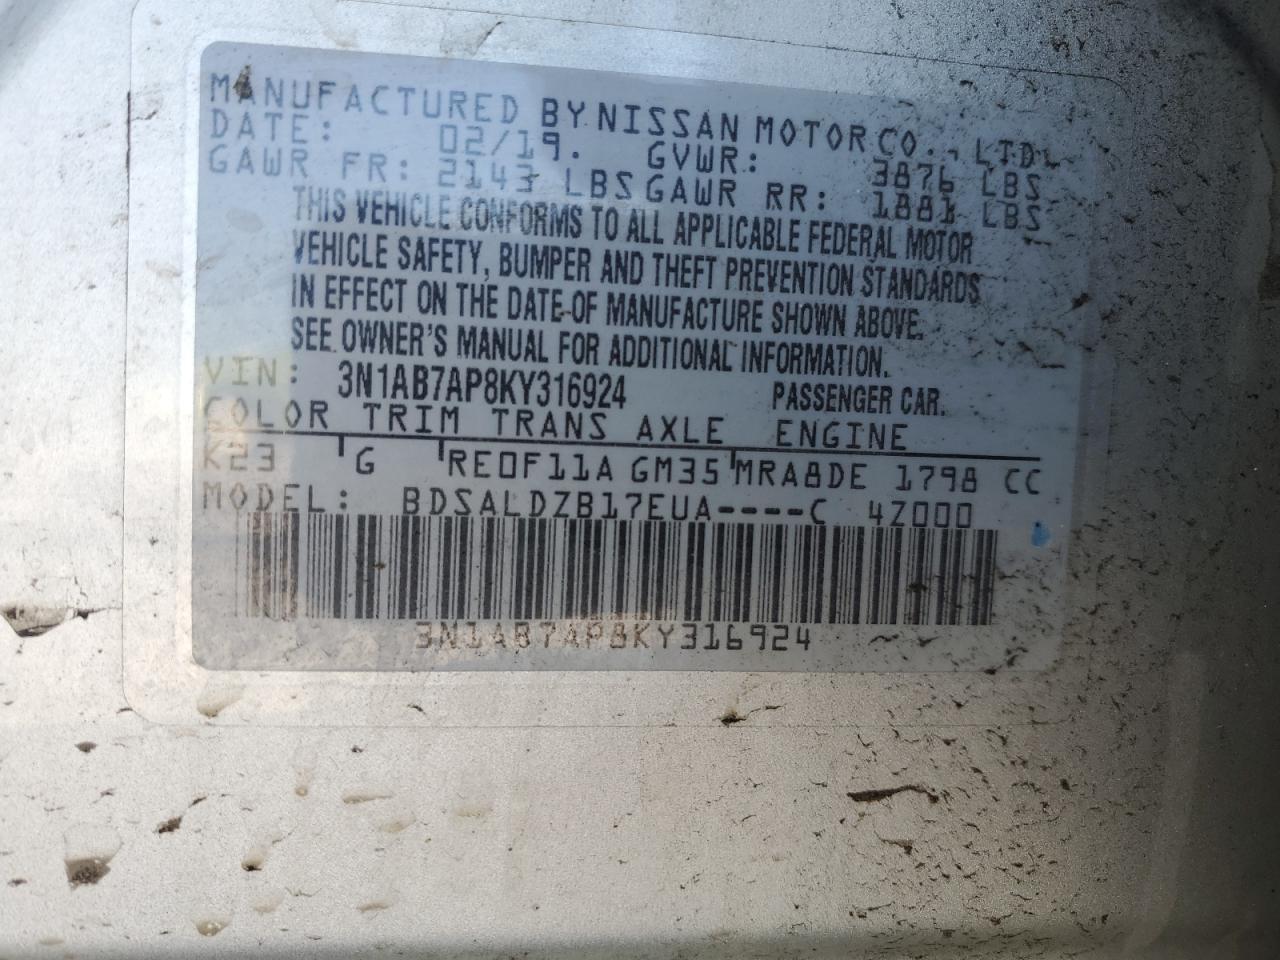 MANUFACTURED BY NISSAN MOTOR CO., LTD.
DATE: 02/19. GVWR: 3876 LBS
GAWR FR: 2143 LBS GAWR RR: 1881 LBS
THIS VEHICLE CONFORMS TO ALL APPLICABLE FEDERAL MOTOR
VEHICLE SAFETY, BUMPER AND THEFT PREVENTION STANDARDS
IN EFFECT ON THE DATE OF MANUFACTURE SHOWN ABOVE.
SEE OWNER'S MANUAL FOR ADDITIONAL INFORMATION.
VIN: 3N1AB7AP8KY316924 PASSENGER CAR.
COLOR TRIM TRANS AXLE ENGINE
K23 G RE0F11A GM35 MRA8DE 1798 CC
MODEL: BDSALDZB17EUA----C 4Z000
3N1AB7AP8KY316924